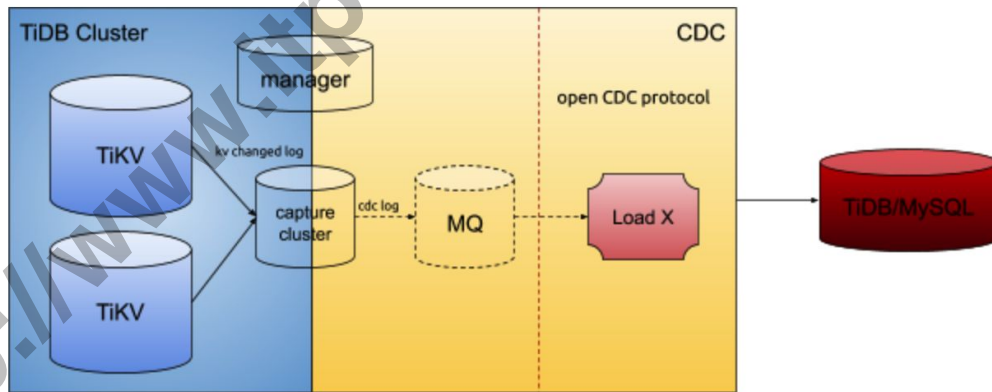 TiDB Cluster
CDC
manager
open CDC protocol
TiKV
kv changed log
capture
cluster
cdc log
MQ
Load X
TiDB/MySQL
TiKV